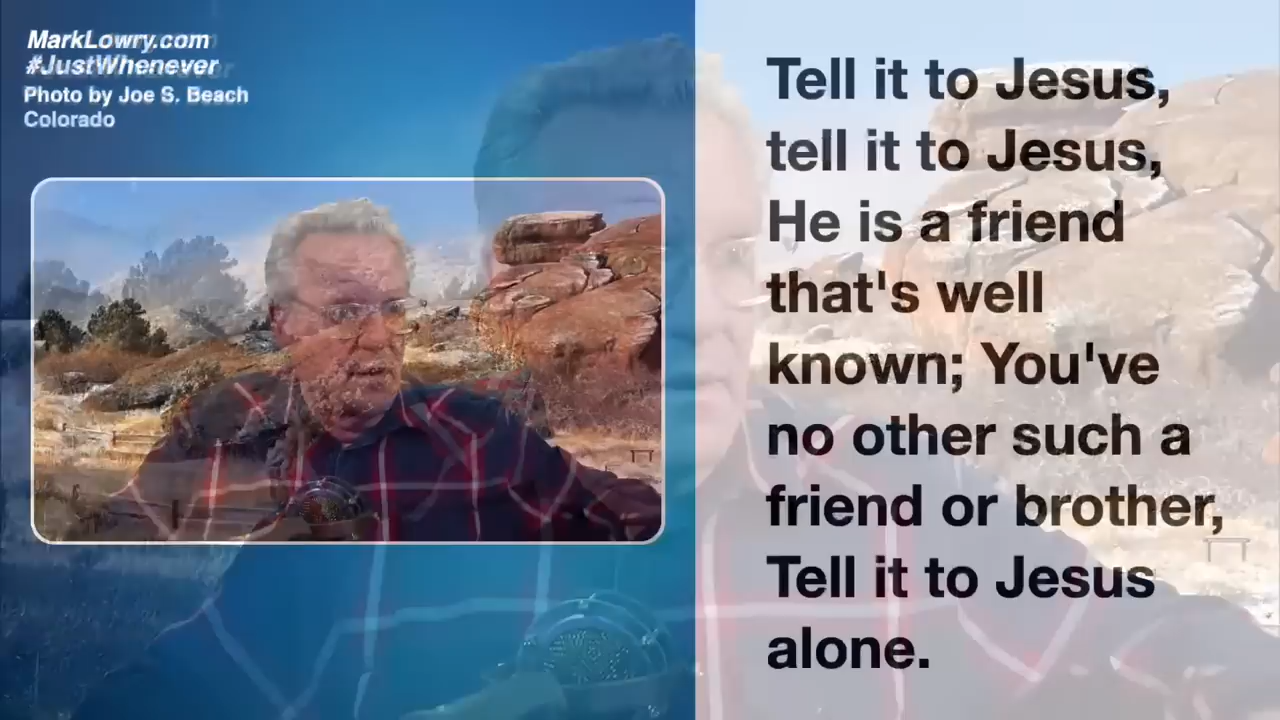 MarkLowry.com
#JustWhenever
Photo by Joe S. Beach
Colorado
Tell it to Jesus,
tell it to Jesus,
He is a friend
that's well
known; You've
no other such a
friend or brother,
Tell it to Jesus
alone.